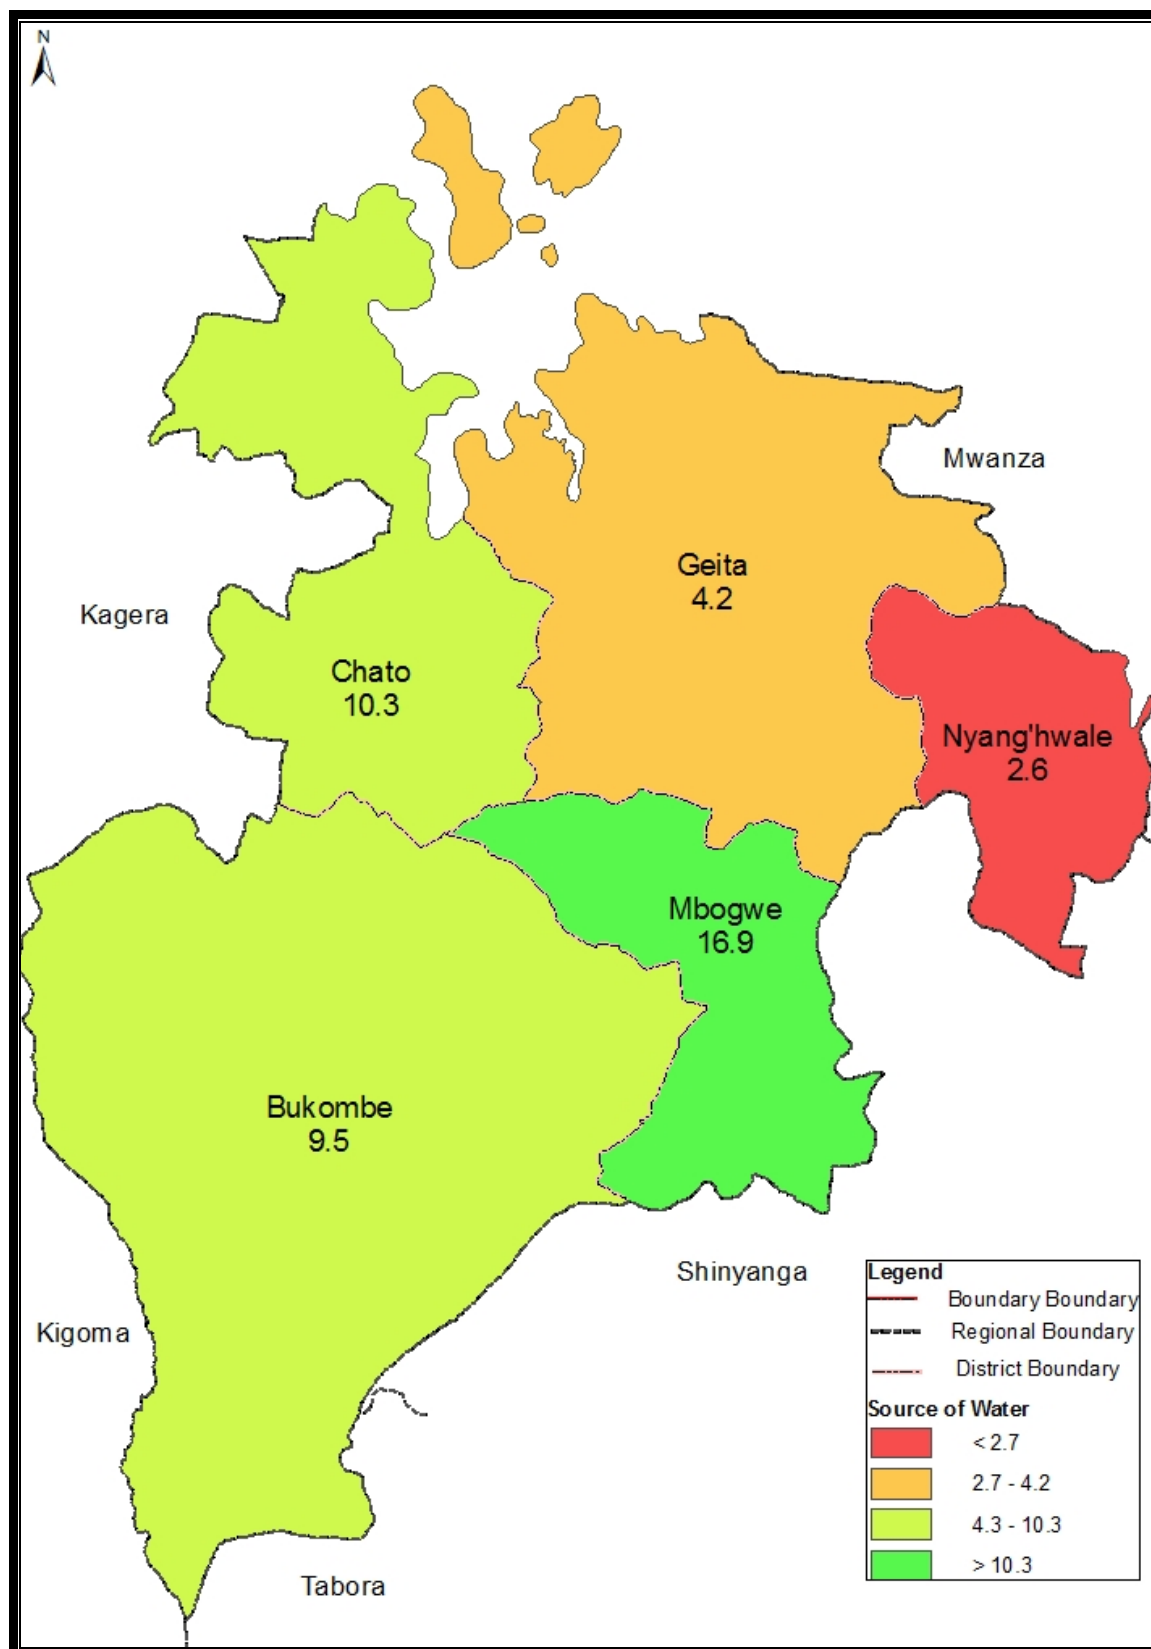 N
Mwanza
Geita
4.2
Kagera
Chato
10.3
Nyang'hwale
2.6
Mbogwe
16.9
Bukombe
9.5
Shinyanga
Kigoma
Tabora
Legend
Boundary Boundary
Regional Boundary
District Boundary
Source of Water
< 2.7
2.7 - 4.2
4.3 - 10.3
> 10.3